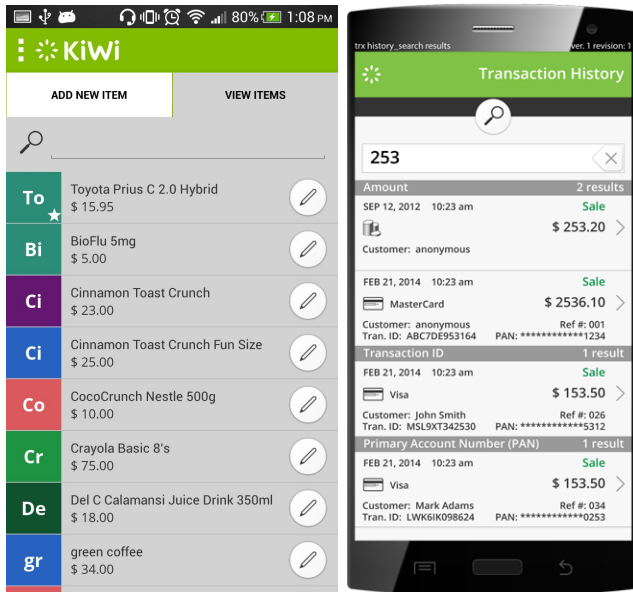 80% 1:08 PM
KiWi
ADD NEW ITEM VIEW ITEMS
To Toyota Prius C 2.0 Hybrid
$ 15.95
Bi BioFlu 5mg
$ 5.00
Ci Cinnamon Toast Crunch
$ 23.00
Ci Cinnamon Toast Crunch Fun Size
$ 25.00
Co CocoCrunch Nestle 500g
$ 10.00
Cr Crayola Basic 8's
$ 75.00
De Del C Calamansi Juice Drink 350ml
$ 18.00
gr green coffee
$ 34.00
trx history_search results ver. 1 revision: 1
Transaction History
253
Amount 2 results
SEP 12, 2012 10:23 am Sale
$ 253.20
Customer: anonymous
FEB 21, 2014 10:23 am Sale
MasterCard $ 2536.10
Customer: anonymous Ref #: 001
Tran. ID: ABC7DE953164 PAN: ************1234
Transaction ID 1 result
FEB 21, 2014 10:23 am Sale
Visa $ 153.50
Customer: John Smith Ref #: 026
Tran. ID: MSL9XT342530 PAN: ************5312
Primary Account Number (PAN) 1 result
FEB 21, 2014 10:23 am Sale
Visa $ 153.50
Customer: Mark Adams Ref #: 034
Tran. ID: LWK6IK098624 PAN: ************0253